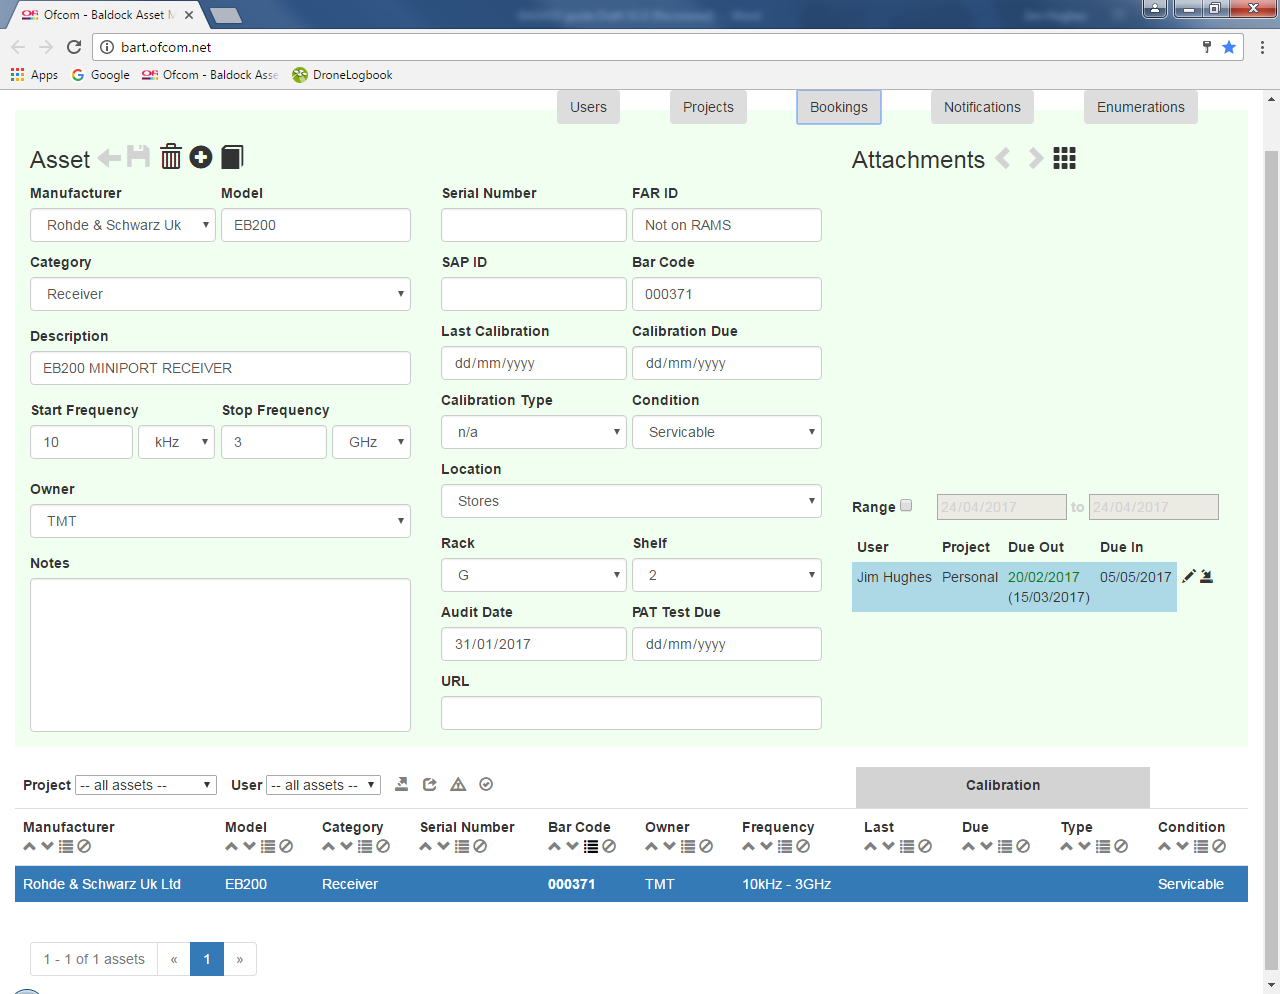 Ofcom - Baldock Asset M
bart.ofcom.net
Apps Google Ofcom - Baldock Asse DroneLogbook
Users Projects Bookings Notifications Enumerations
Asset Attachments
Manufacturer Model Serial Number FAR ID
Rohde & Schwarz Uk EB200 Not on RAMS
Category SAP ID Bar Code
Receiver 000371
Last Calibration Calibration Due
Description
dd/mm/yyyy dd/mm/yyyy
EB200 MINIPORT RECEIVER
Calibration Type Condition
Start Frequency Stop Frequency
n/a Servicable
10 kHz 3 GHz
Location
Owner
Stores
Range 24/04/2017 to 24/04/2017
TMT
Rack Shelf
User Project Due Out Due In
Notes
G 2
Jim Hughes Personal 20/02/2017 05/05/2017
(15/03/2017)
Audit Date PAT Test Due
31/01/2017 dd/mm/yyyy
URL
Project -- all assets -- User -- all assets -- Calibration
Manufacturer Model Category Serial Number Bar Code Owner Frequency Last Due Type Condition
Rohde & Schwarz Uk Ltd EB200 Receiver 000371 TMT 10kHz - 3GHz Servicable
1 - 1 of 1 assets « 1 »